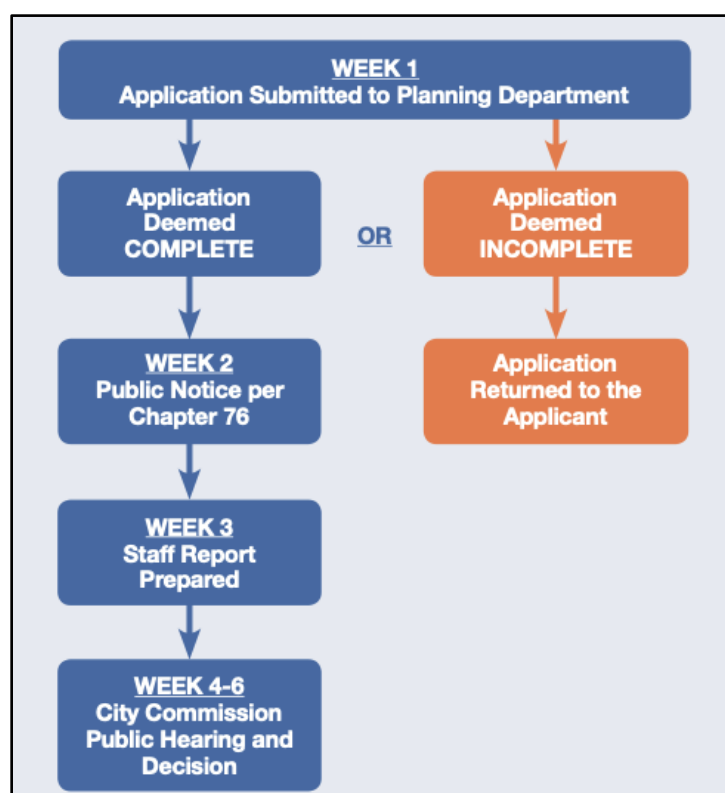 WEEK 1
Application Submitted to Planning Department
Application
Deemed
COMPLETE
OR
Application
Deemed
INCOMPLETE
WEEK 2
Public Notice per
Chapter 76
Application
Returned to the
Applicant
WEEK 3
Staff Report
Prepared
WEEK 4-6
City Commission
Public Hearing and
Decision